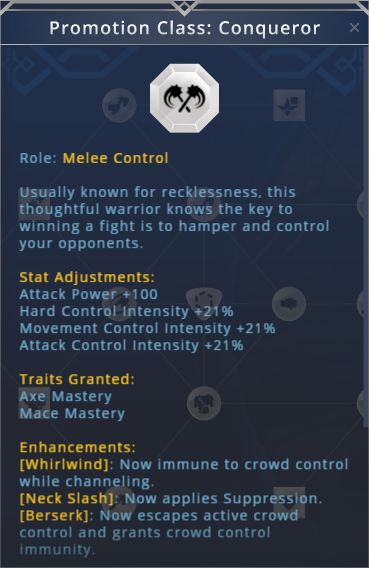 Promotion Class: Conqueror
Role: Melee Control
Usually known for recklessness, this
thoughtful warrior knows the key to
winning a fight is to hamper and control
your opponents.
Stat Adjustments:
Attack Power +100
Hard Control Intensity +21%
Movement Control Intensity +21%
Attack Control Intensity +21%
Traits Granted:
Axe Mastery
Mace Mastery
Enhancements:
[Whirlwind]: Now immune to crowd control
while channeling.
[Neck Slash]: Now applies Suppression.
[Berserk]: Now escapes active crowd
control and grants crowd control
immunity.